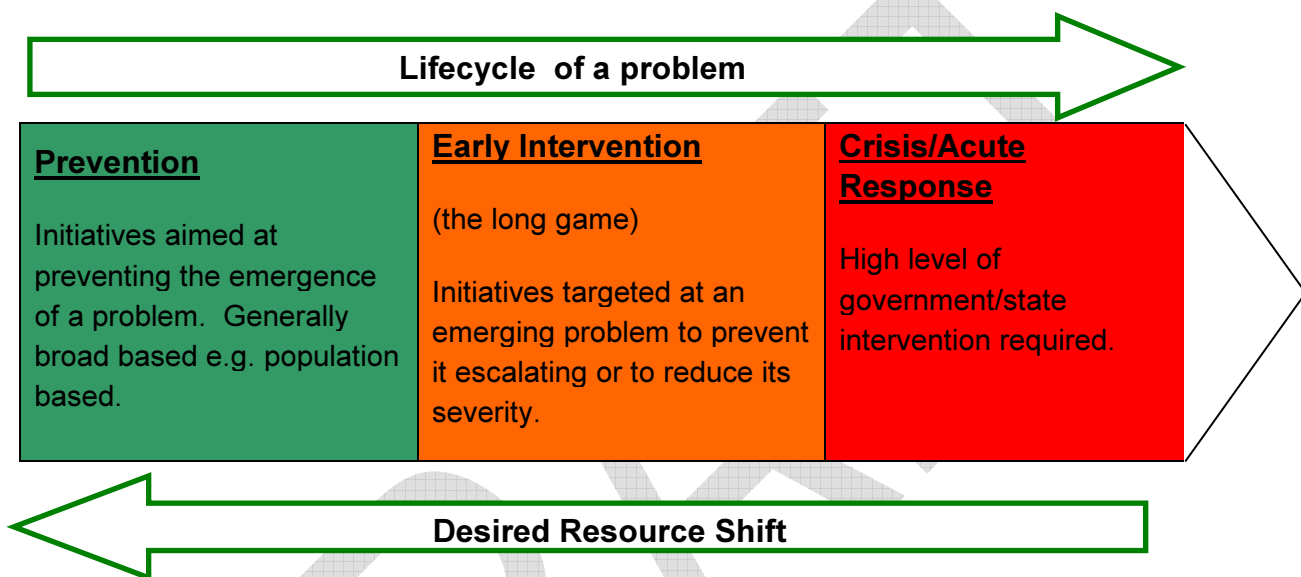 Lifecycle of a problem
Prevention
Initiatives aimed at
preventing the emergence
of a problem. Generally
broad based e.g. population
based.
Early Intervention
(the long game)
Initiatives targeted at an
emerging problem to prevent
it escalating or to reduce its
severity.
Crisis/Acute
Response
High level of
government/state
intervention required.
Desired Resource Shift